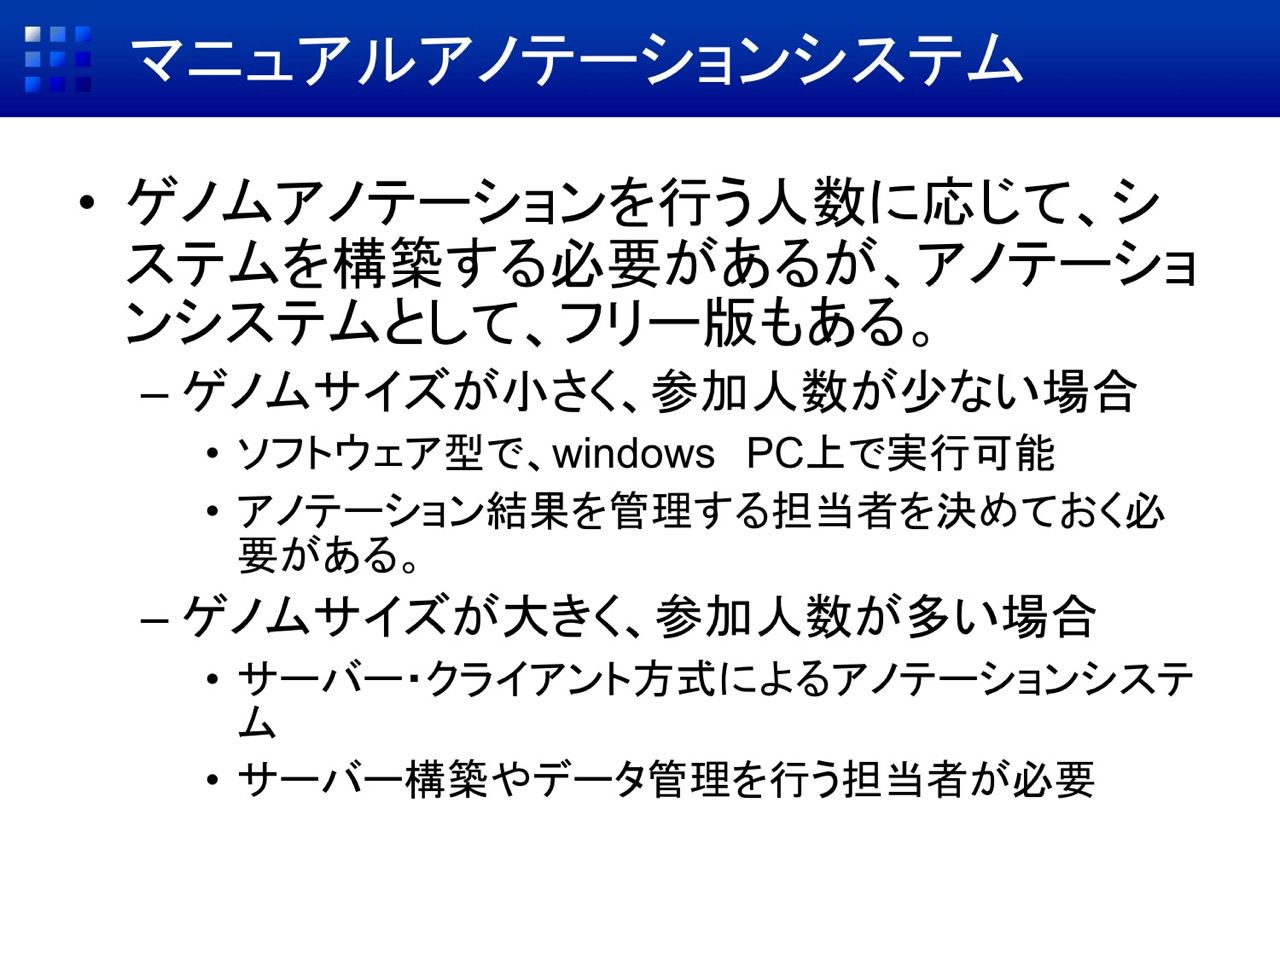 マニュアルアノテーションシステム
• ゲノムアノテーションを行う人数に応じて、シ
ステムを構築する必要があるが、アノテーショ
ンシステムとして、フリー版もある。
– ゲノムサイズが小さく、参加人数が少ない場合
• ソフトウェア型で、windows　PC上で実行可能
• アノテーション結果を管理する担当者を決めておく必
要がある。
– ゲノムサイズが大きく、参加人数が多い場合
• サーバー・クライアント方式によるアノテーションシステ
ム
• サーバー構築やデータ管理を行う担当者が必要